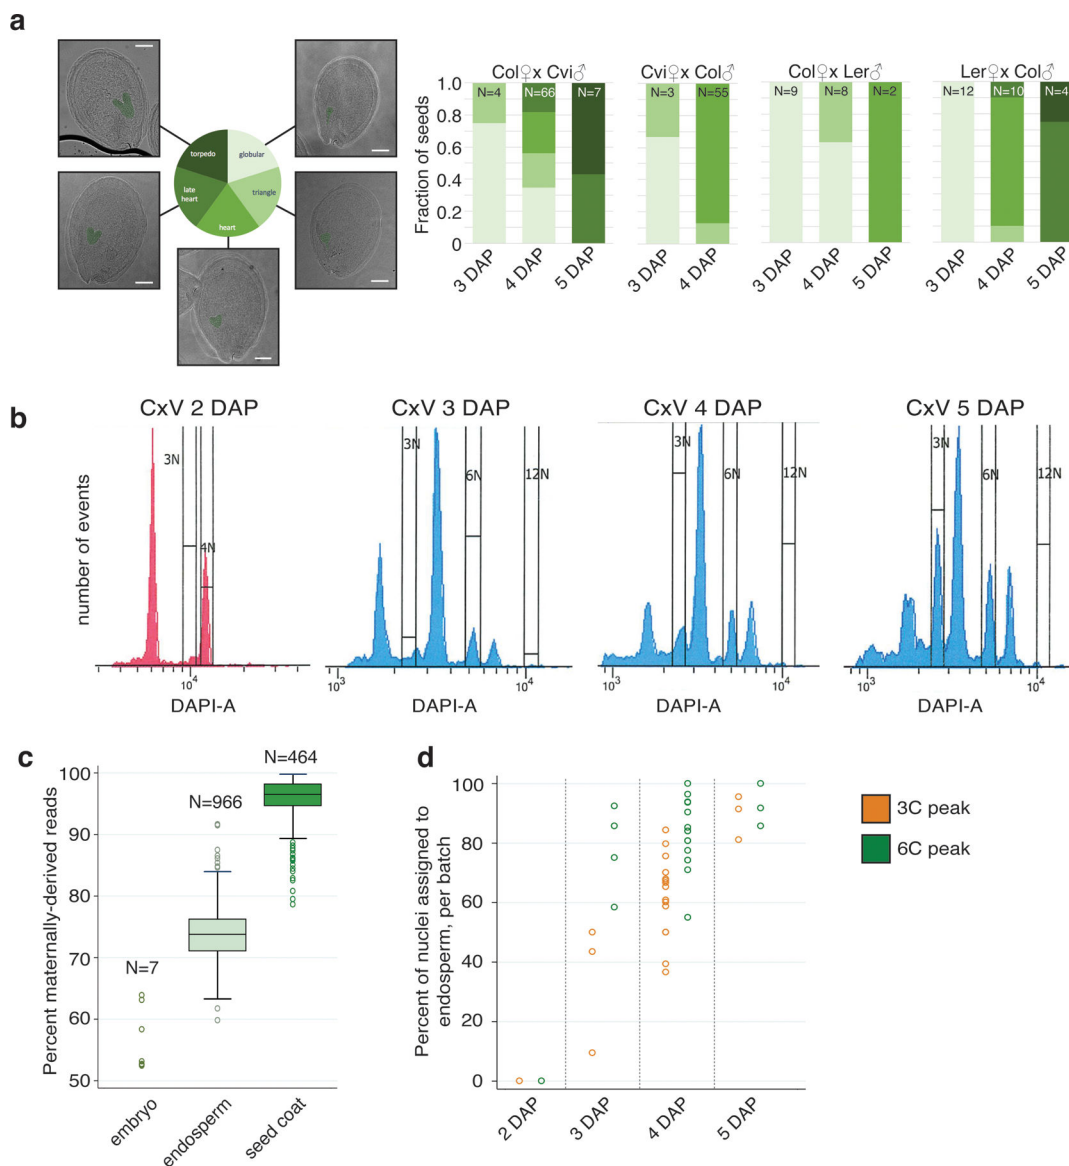 a
torpedo
globular
late
heart
triangle
heart
Col♀x Cvi♂
Cvi♀x Col♂
Col♀x Ler♂
Ler♀x Col♂
Fraction of seeds
1.0
0.8
0.6
0.4
0.2
0
N=4
N=66
N=7
N=3
N=55
N=9
N=8
N=2
N=12
N=10
N=4
3 DAP
4 DAP
5 DAP
3 DAP
4 DAP
3 DAP
4 DAP
5 DAP
3 DAP
4 DAP
5 DAP
b
CxV 2 DAP
CxV 3 DAP
CxV 4 DAP
CxV 5 DAP
number of events
3N
4N
3N
6N
12N
3N
6N
12N
3N
6N
12N
10⁴
10³
10⁴
10³
10⁴
10³
10⁴
DAPI-A
DAPI-A
DAPI-A
DAPI-A
c
Percent maternally-derived reads
100
90
80
70
60
50
N=7
N=966
N=464
embryo
endosperm
seed coat
d
Percent of nuclei assigned to
endosperm, per batch
100
80
60
40
20
0
2 DAP
3 DAP
4 DAP
5 DAP
3C peak
6C peak